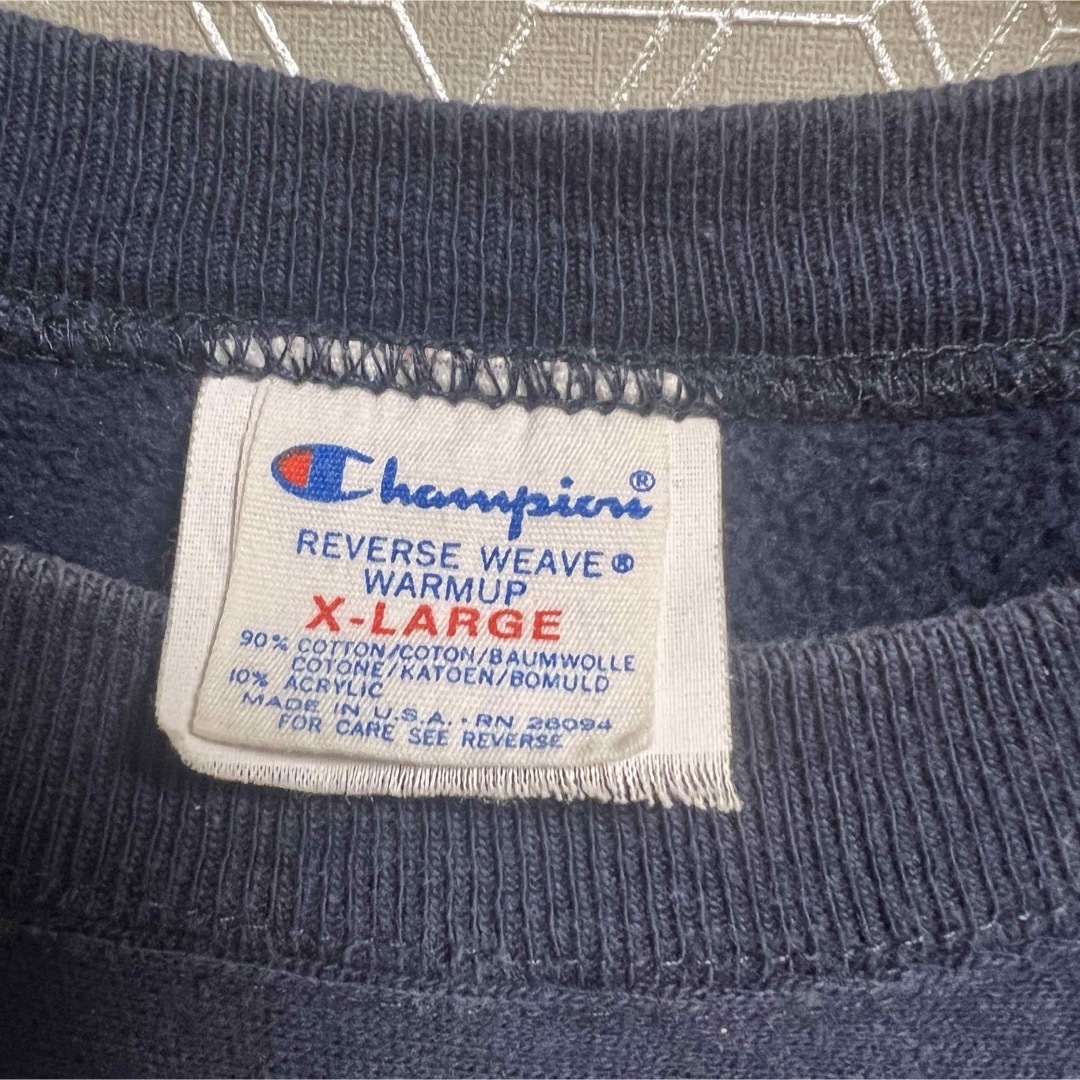 Champion®
REVERSE WEAVE®
WARMUP
X-LARGE
90% COTTON/COTON/BAUMWOLLE
COTONE/KATOEN/BOMULD
10% ACRYLIC
MADE IN U.S.A. • RN 26094
FOR CARE SEE REVERSE